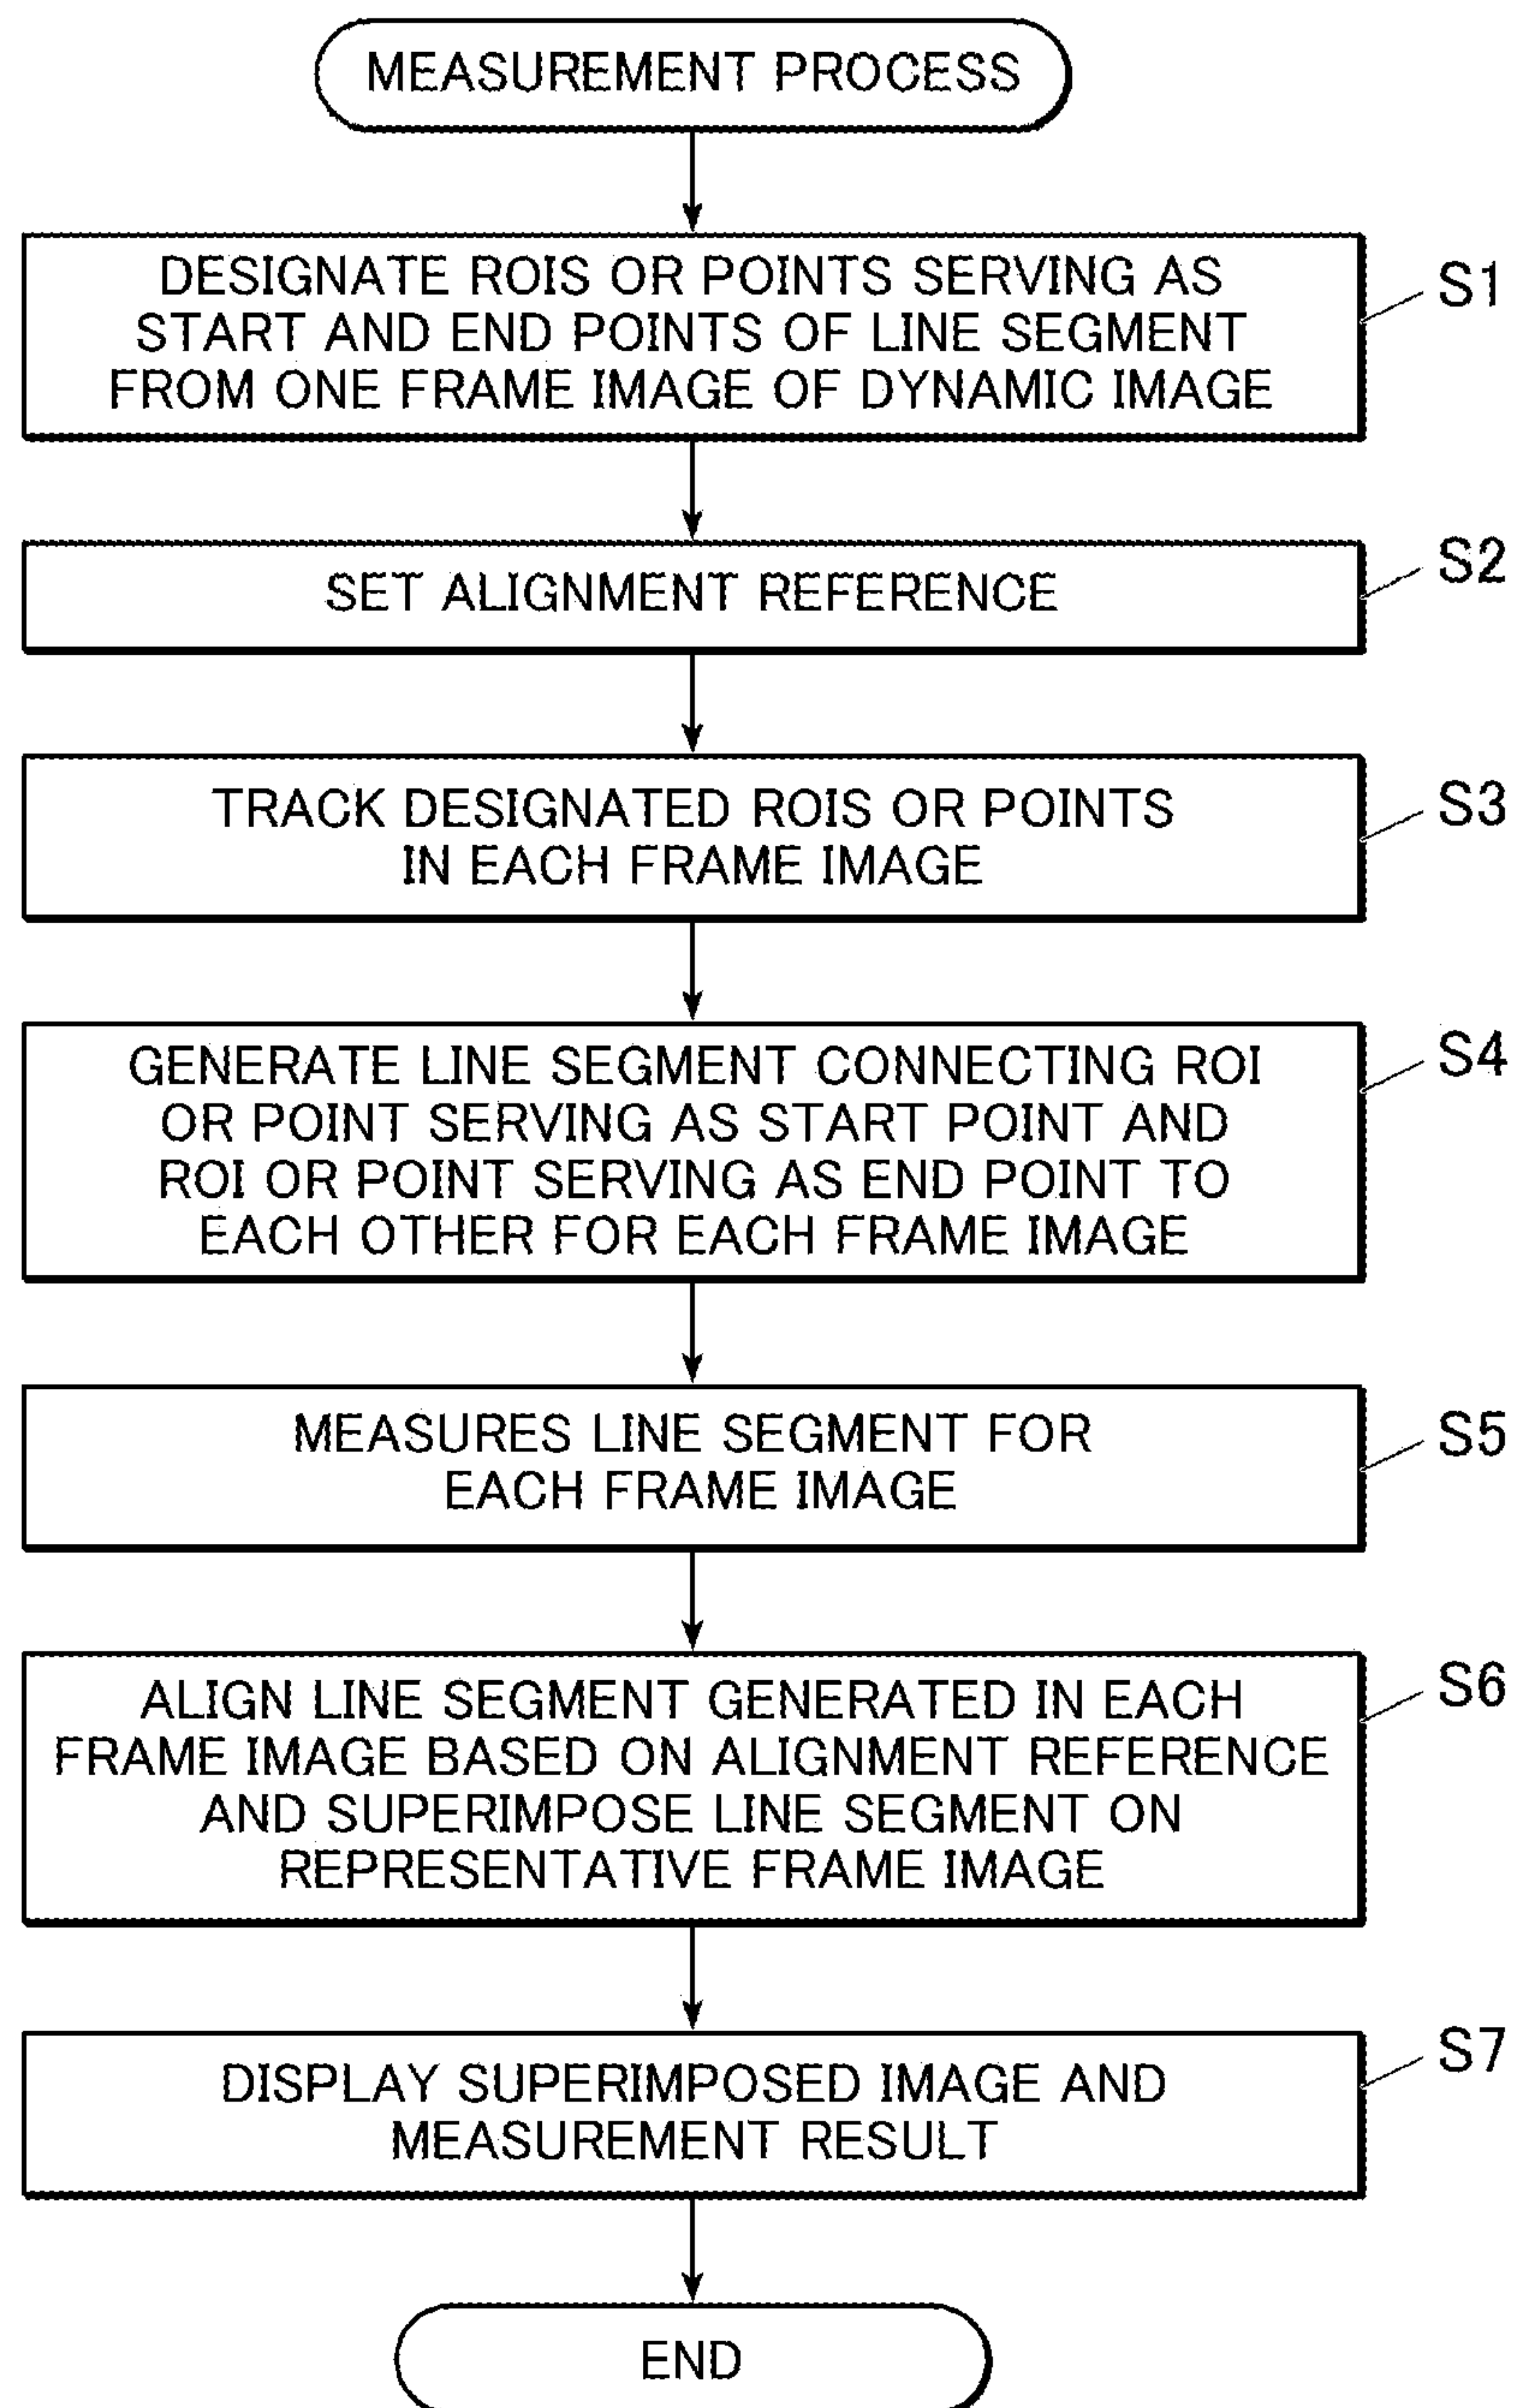 MEASUREMENT PROCESS
DESIGNATE ROIS OR POINTS SERVING AS
START AND END POINTS OF LINE SEGMENT
FROM ONE FRAME IMAGE OF DYNAMIC IMAGE
S1
SET ALIGNMENT REFERENCE
S2
TRACK DESIGNATED ROIS OR POINTS
IN EACH FRAME IMAGE
S3
GENERATE LINE SEGMENT CONNECTING ROI
OR POINT SERVING AS START POINT AND
ROI OR POINT SERVING AS END POINT TO
EACH OTHER FOR EACH FRAME IMAGE
S4
MEASURES LINE SEGMENT FOR
EACH FRAME IMAGE
S5
ALIGN LINE SEGMENT GENERATED IN EACH
FRAME IMAGE BASED ON ALIGNMENT REFERENCE
AND SUPERIMPOSE LINE SEGMENT ON
REPRESENTATIVE FRAME IMAGE
S6
DISPLAY SUPERIMPOSED IMAGE AND
MEASUREMENT RESULT
S7
END